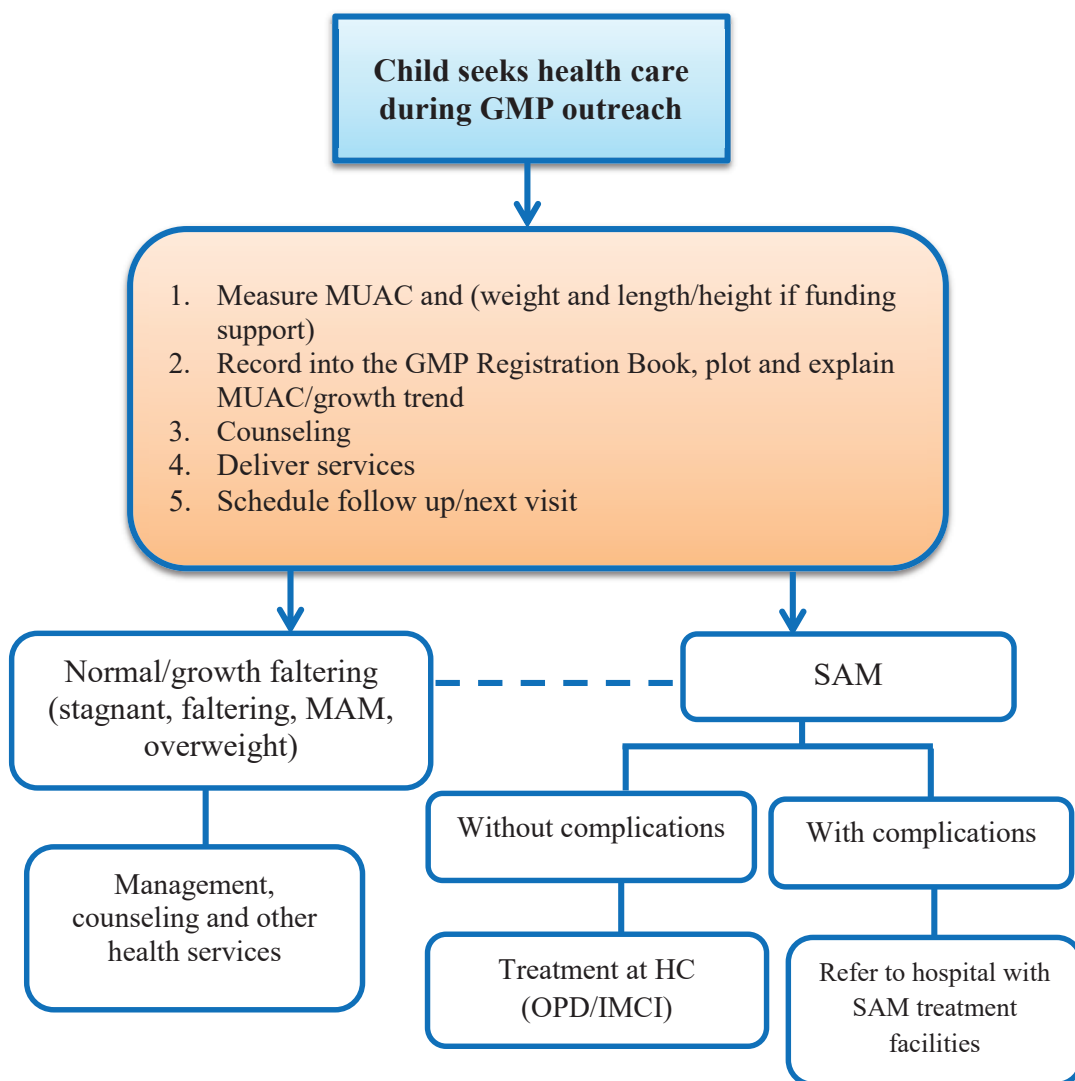 Child seeks health care
during GMP outreach
1. Measure MUAC and (weight and length/height if funding
support)
2. Record into the GMP Registration Book, plot and explain
MUAC/growth trend
3. Counseling
4. Deliver services
5. Schedule follow up/next visit
Normal/growth faltering
(stagnant, faltering, MAM,
overweight)
SAM
Without complications
With complications
Management,
counseling and other
health services
Treatment at HC
(OPD/IMCI)
Refer to hospital with
SAM treatment
facilities